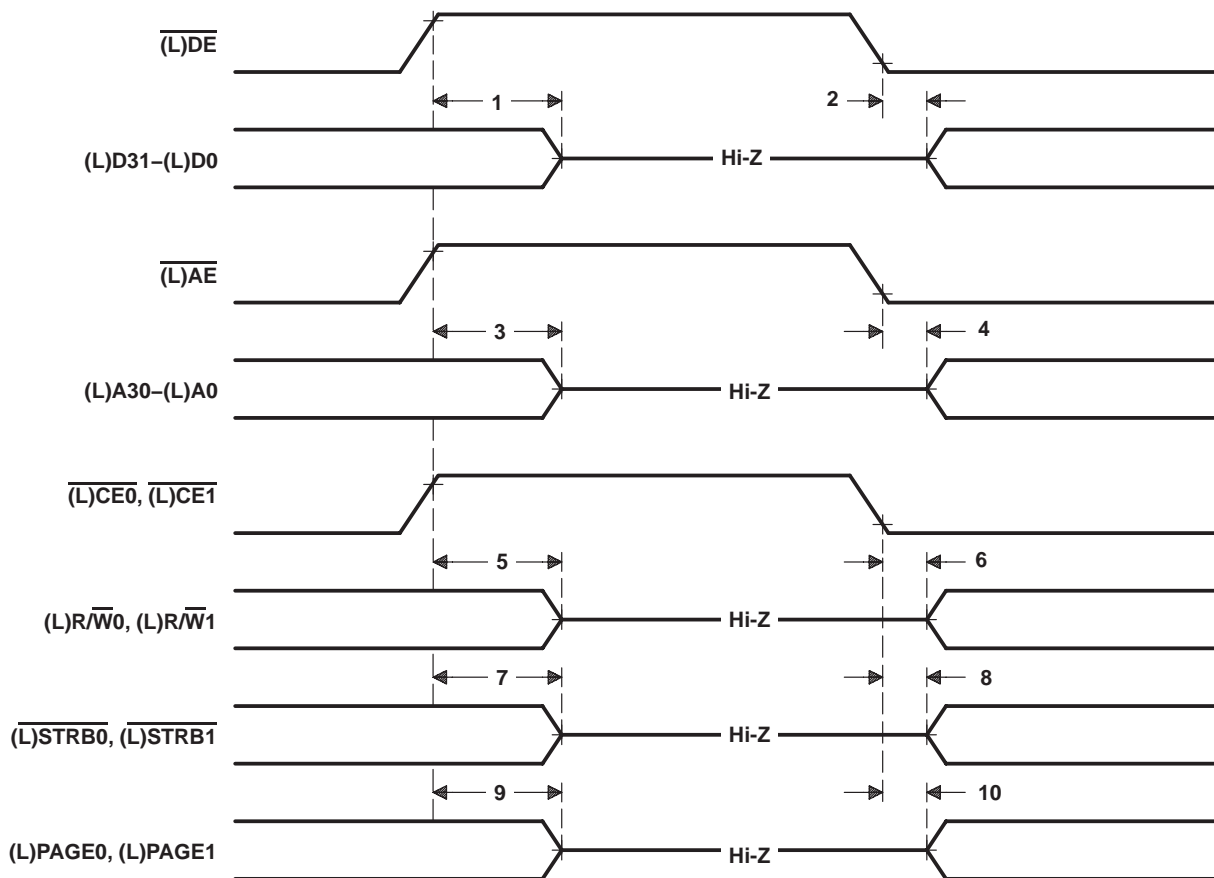 (L)DE
1
2
(L)D31–(L)D0
Hi-Z
(L)AE
3
4
(L)A30–(L)A0
Hi-Z
(L)CE0, (L)CE1
5
6
(L)R/W0, (L)R/W1
Hi-Z
7
8
(L)STRB0, (L)STRB1
Hi-Z
9
10
(L)PAGE0, (L)PAGE1
Hi-Z